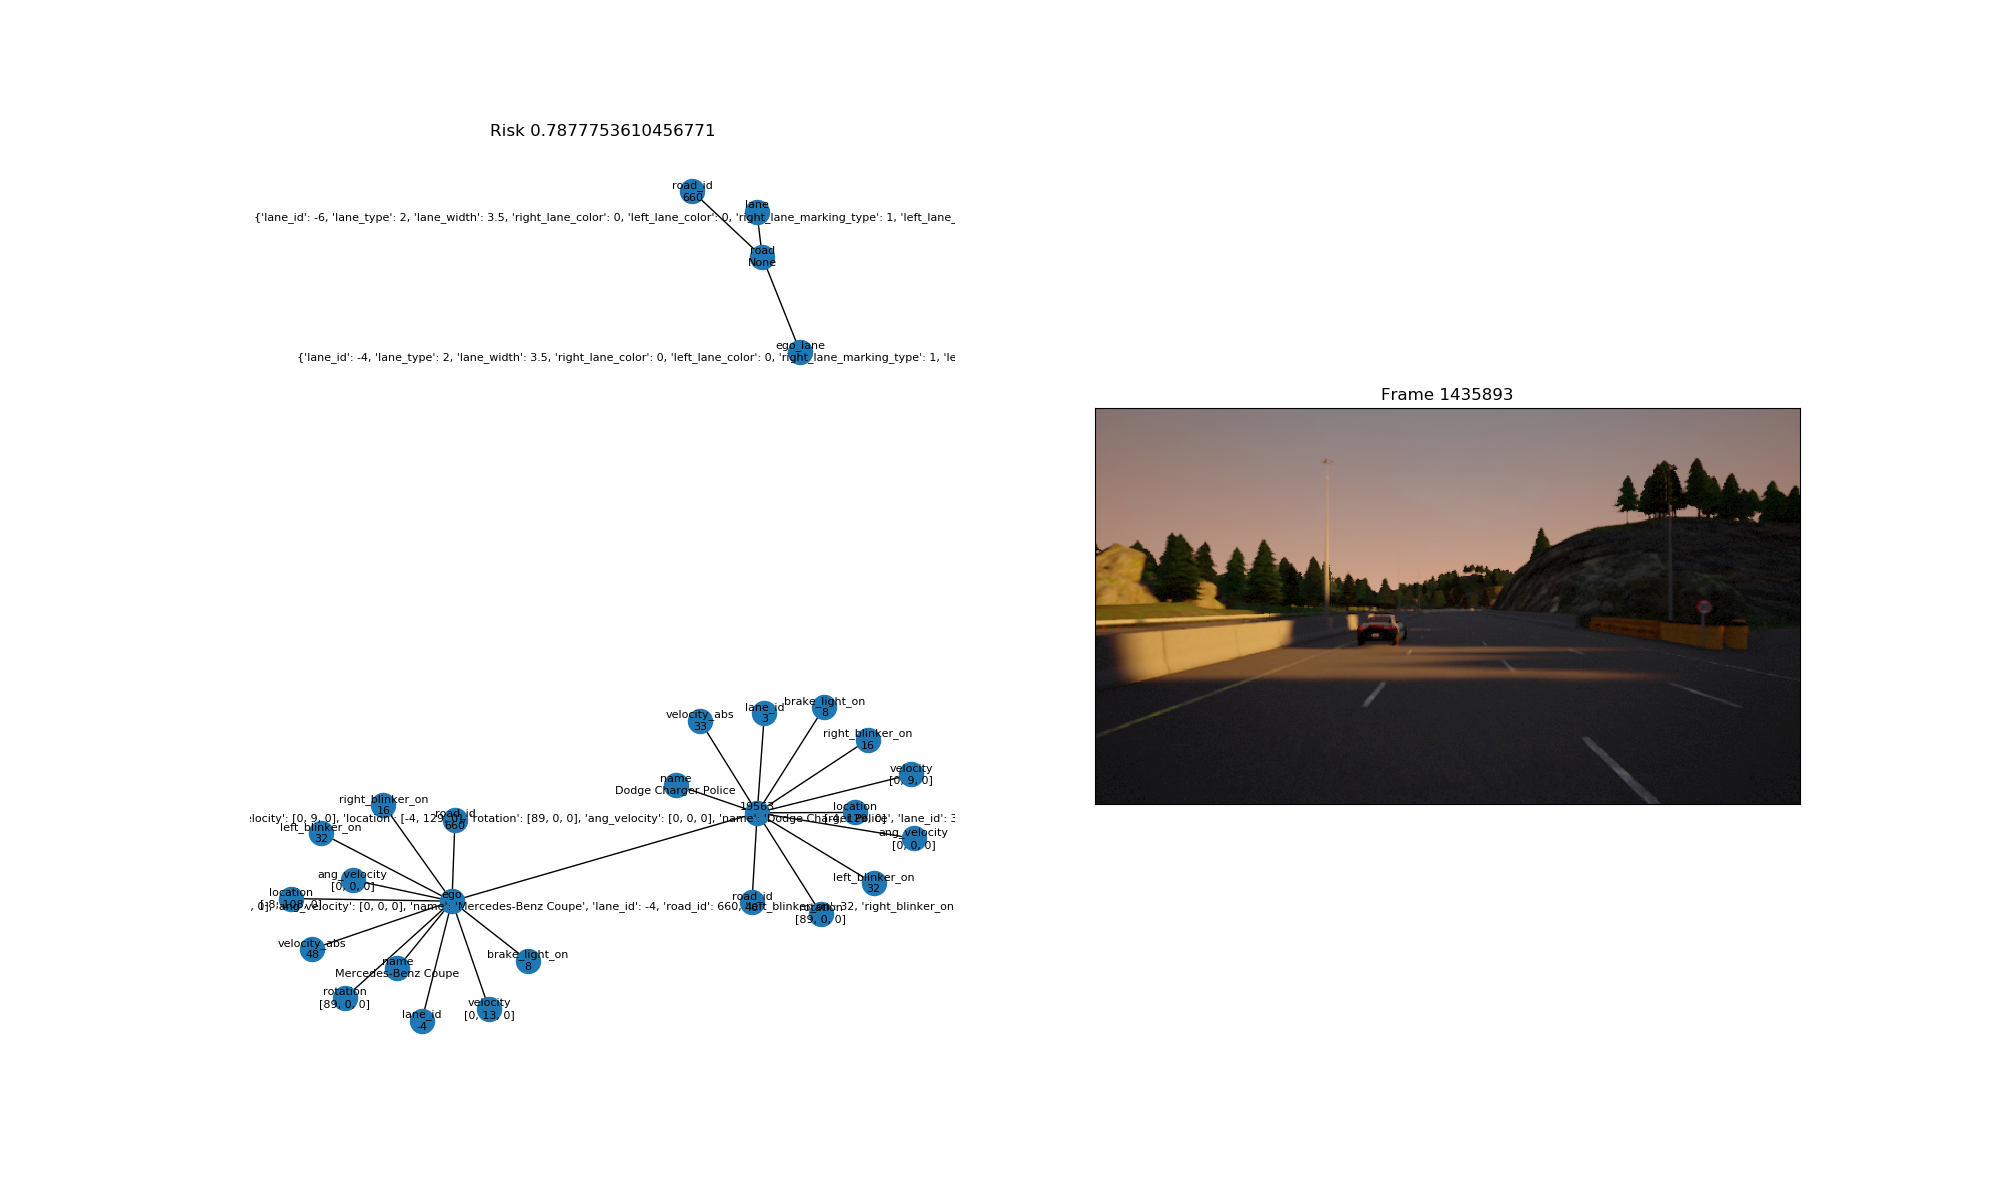 Risk 0.7877753610456771
road_id
660
lane
{'lane_id': -6, 'lane_type': 2, 'lane_width': 3.5, 'right_lane_color': 0, 'left_lane_color': 0, 'right_lane_marking_type': 1, 'left_lane_
road
None
ego_lane
{'lane_id': -4, 'lane_type': 2, 'lane_width': 3.5, 'right_lane_color': 0, 'left_lane_color': 0, 'right_lane_marking_type': 1, 'le
Frame 1435893
velocity_abs
33
lane_id
3
brake_light_on
8
right_blinker_on
16
velocity
[0, 9, 0]
name
Dodge Charger Police
19563
locity': [0, 9, 0], 'location': [-4, 129, 0], 'rotation': [89, 0, 0], 'ang_velocity': [0, 0, 0], 'name': 'Dodge Charger Police', 'lane_id': 3
location
[-4, 129, 0]
ang_velocity
[0, 0, 0]
left_blinker_on
32
road_id
rotation
[89, 0, 0]
right_blinker_on
16
road_id
660
left_blinker_on
32
ang_velocity
[0, 0, 0]
location
[-8, 108, 0]
ego
, 0], 'ang_velocity': [0, 0, 0], 'name': 'Mercedes-Benz Coupe', 'lane_id': -4, 'road_id': 660, 'left_blinker_on': 32, 'right_blinker_on
velocity_abs
48
name
Mercedes-Benz Coupe
brake_light_on
8
rotation
[89, 0, 0]
lane_id
-4
velocity
[0, 13, 0]